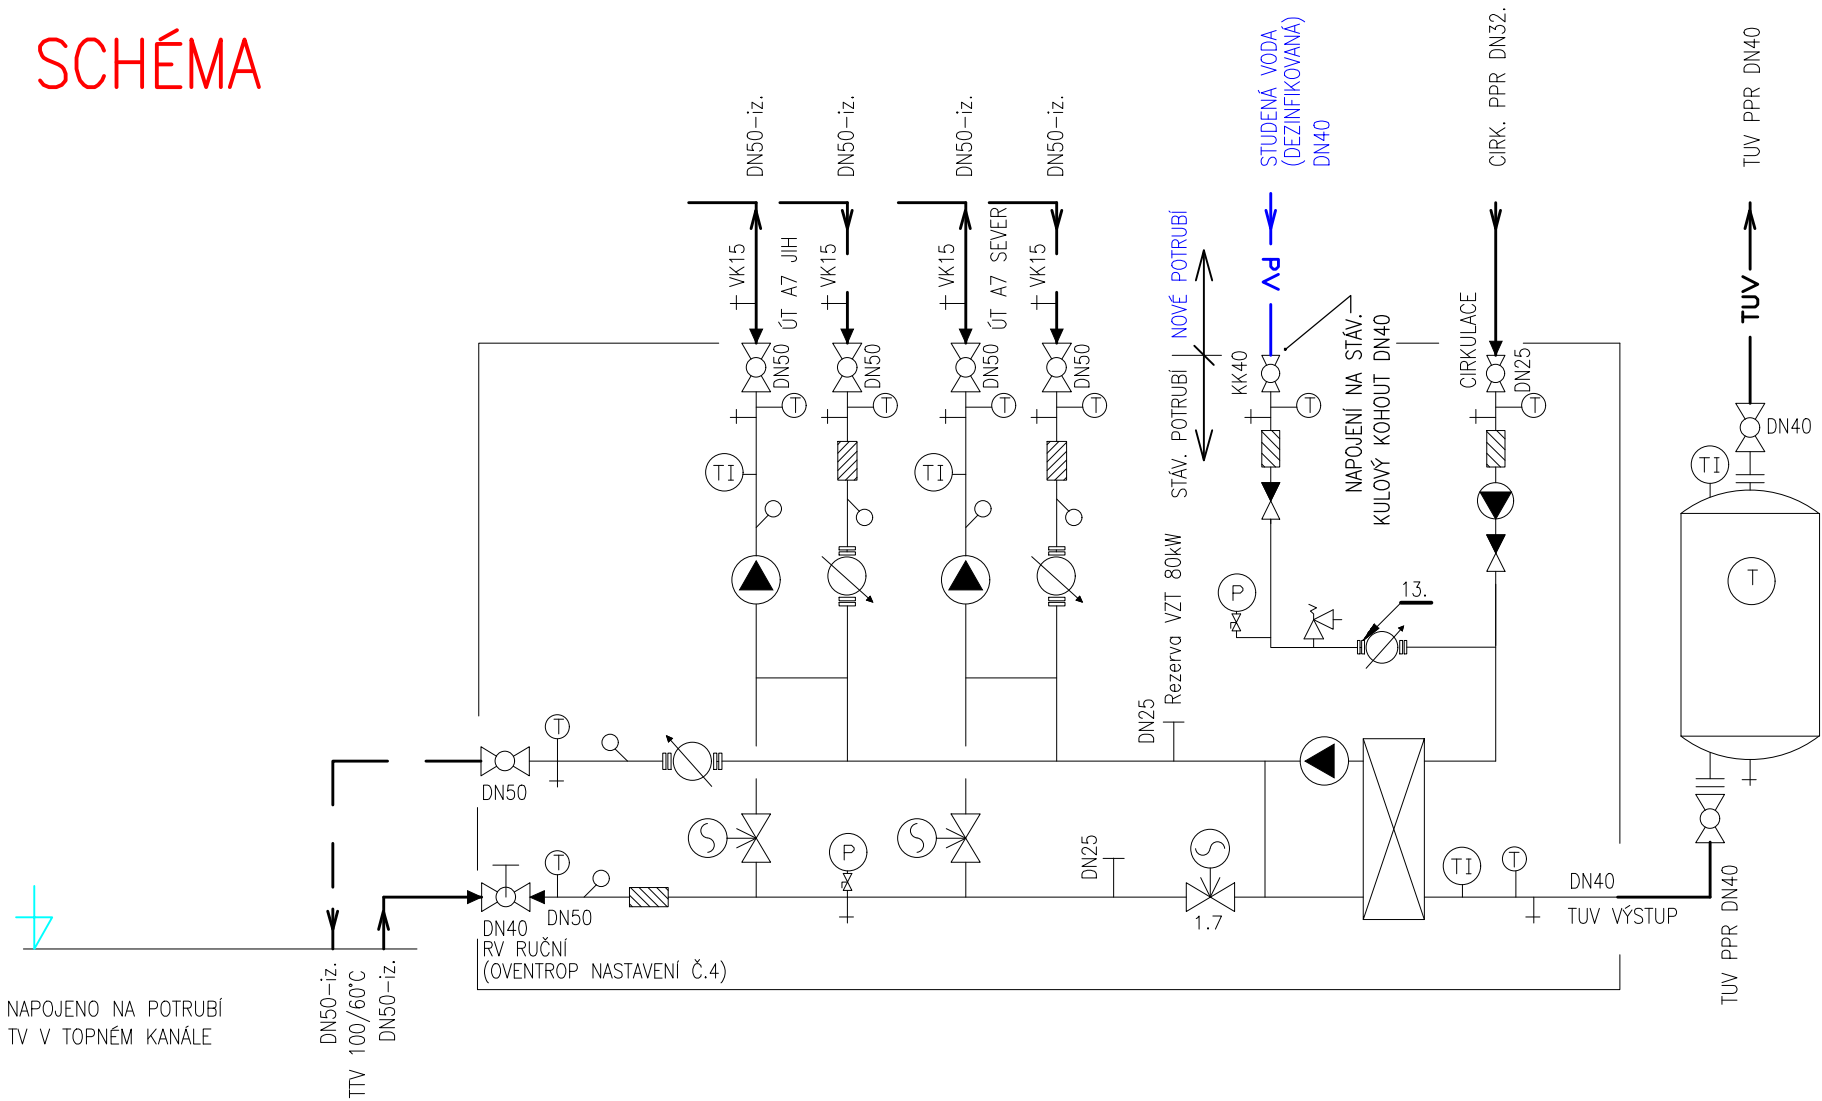 SCHÉMA
DN50-iz.
DN50-iz.
DN50-iz.
DN50-iz.
STUDENÁ VODA
(DEZINFIKOVANÁ)
DN40
CIRK. PPR DN32.
TUV PPR DN40
VK15
ÚT A7 JIH
VK15
VK15
ÚT A7 SEVER
VK15
NOVÉ POTRUBÍ
STÁV. POTRUBÍ
PV
TUV
DN50
DN50
DN50
DN50
KK40
NAPOJENÍ NA STÁV.
KULOVÝ KOHOUT DN40
CIRKULACE
DN25
T
T
T
T
T
T
DN40
TI
TI
TI
T
P
13.
Rezerva VZT 80kW
DN25
T
DN50
T
DN50
DN40
RV RUČNÍ
(OVENTROP NASTAVENÍ Č.4)
P
DN25
1.7
TI
T
DN40
TUV VÝSTUP
TUV PPR DN40
DN50-iz.
TTV 100/60°C
DN50-iz.
NAPOJENO NA POTRUBÍ
TV V TOPNÉM KANÁLE